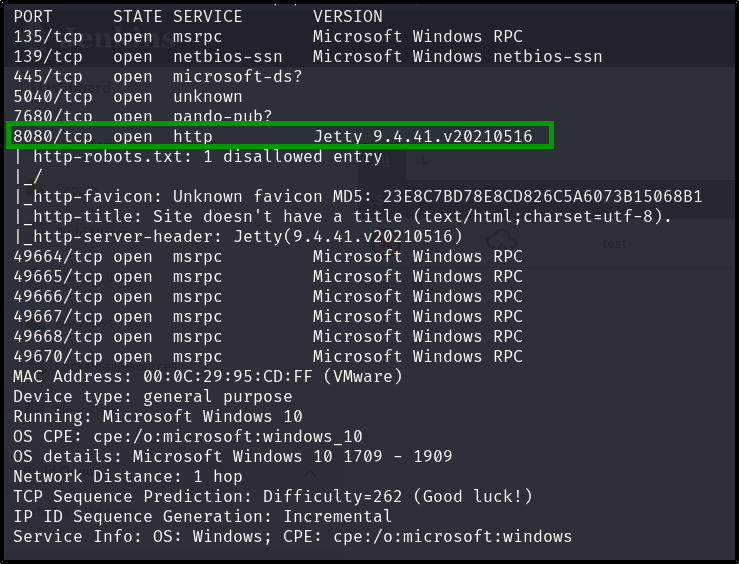 PORT STATE SERVICE VERSION
135/tcp open msrpc Microsoft Windows RPC
139/tcp open netbios-ssn Microsoft Windows netbios-ssn
445/tcp open microsoft-ds?
5040/tcp open unknown
7680/tcp open pando-pub?
8080/tcp open http Jetty 9.4.41.v20210516
| http-robots.txt: 1 disallowed entry
|_/
|_http-favicon: Unknown favicon MD5: 23E8C7BD78E8CD826C5A6073B15068B1
|_http-title: Site doesn't have a title (text/html;charset=utf-8).
|_http-server-header: Jetty(9.4.41.v20210516)
49664/tcp open msrpc Microsoft Windows RPC
49665/tcp open msrpc Microsoft Windows RPC
49666/tcp open msrpc Microsoft Windows RPC
49667/tcp open msrpc Microsoft Windows RPC
49668/tcp open msrpc Microsoft Windows RPC
49670/tcp open msrpc Microsoft Windows RPC
MAC Address: 00:0C:29:95:CD:FF (VMware)
Device type: general purpose
Running: Microsoft Windows 10
OS CPE: cpe:/o:microsoft:windows_10
OS details: Microsoft Windows 10 1709 - 1909
Network Distance: 1 hop
TCP Sequence Prediction: Difficulty=262 (Good luck!)
IP ID Sequence Generation: Incremental
Service Info: OS: Windows; CPE: cpe:/o:microsoft:windows
Jenkins
test